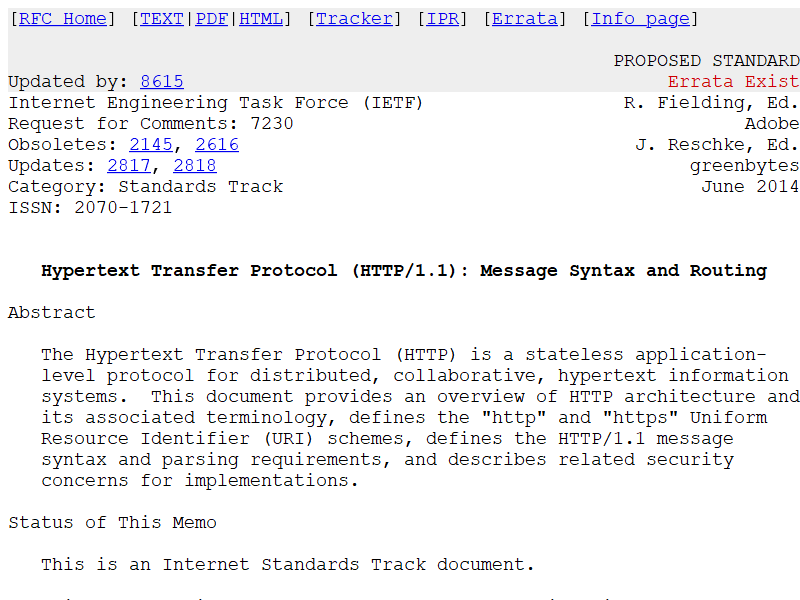 [RFC Home] [TEXT|PDF|HTML] [Tracker] [IPR] [Errata] [Info page]
PROPOSED STANDARD
Updated by: 8615 Errata Exist
Internet Engineering Task Force (IETF) R. Fielding, Ed.
Request for Comments: 7230 Adobe
Obsoletes: 2145, 2616 J. Reschke, Ed.
Updates: 2817, 2818 greenbytes
Category: Standards Track June 2014
ISSN: 2070-1721
Hypertext Transfer Protocol (HTTP/1.1): Message Syntax and Routing
Abstract
The Hypertext Transfer Protocol (HTTP) is a stateless application-
level protocol for distributed, collaborative, hypertext information
systems. This document provides an overview of HTTP architecture and
its associated terminology, defines the "http" and "https" Uniform
Resource Identifier (URI) schemes, defines the HTTP/1.1 message
syntax and parsing requirements, and describes related security
concerns for implementations.
Status of This Memo
This is an Internet Standards Track document.